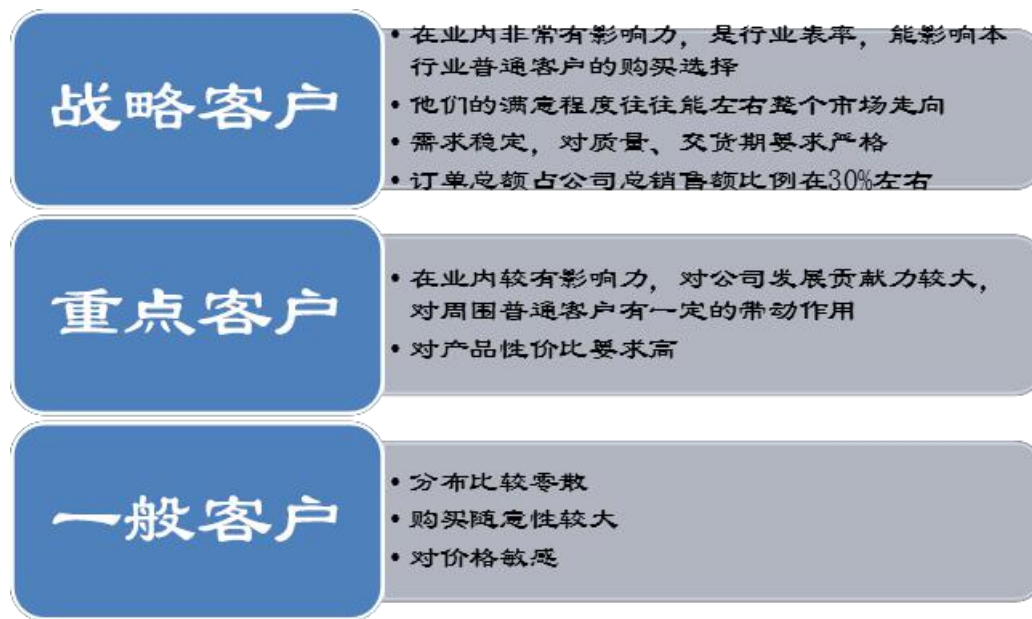 战略客户
• 在业内非常有影响力，是行业表率，能影响本
行业普通客户的购买选择
• 他们的满意程度往往能左右整个市场走向
• 需求稳定，对质量、交货期要求严格
• 订单总额占公司总销售额比例在30%左右
重点客户
• 在业内较有影响力，对公司发展贡献力较大，
对周围普通客户有一定的带动作用
• 对产品性价比要求高
一般客户
• 分布比较零散
• 购买随意性较大
• 对价格敏感